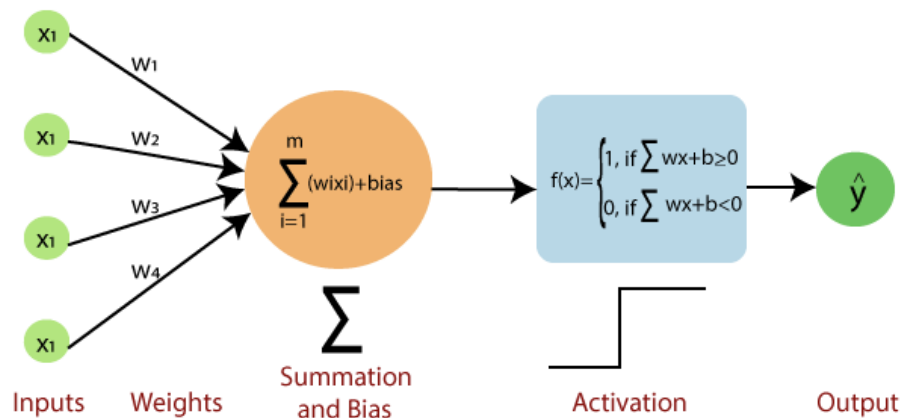 x₁
w₁
x₁
w₂
x₁
w₃
x₁
w₄
m
∑(wixi)+bias
i=1
f(x)={1, if ∑ wx+b≥0
0, if ∑ wx+b<0
ŷ
∑
Inputs
Weights
Summation
and Bias
Activation
Output